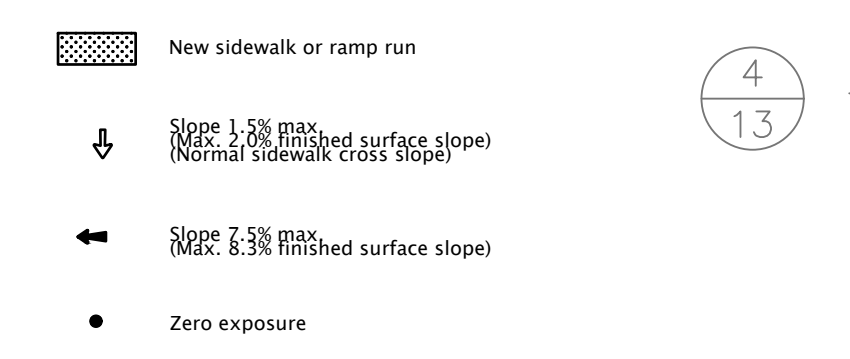 New sidewalk or ramp run
4
13
Slope 1.5% max.
(Max. 2.0% finished surface slope)
(Normal sidewalk cross slope)
Slope 7.5% max.
(Max. 8.3% finished surface slope)
Zero exposure